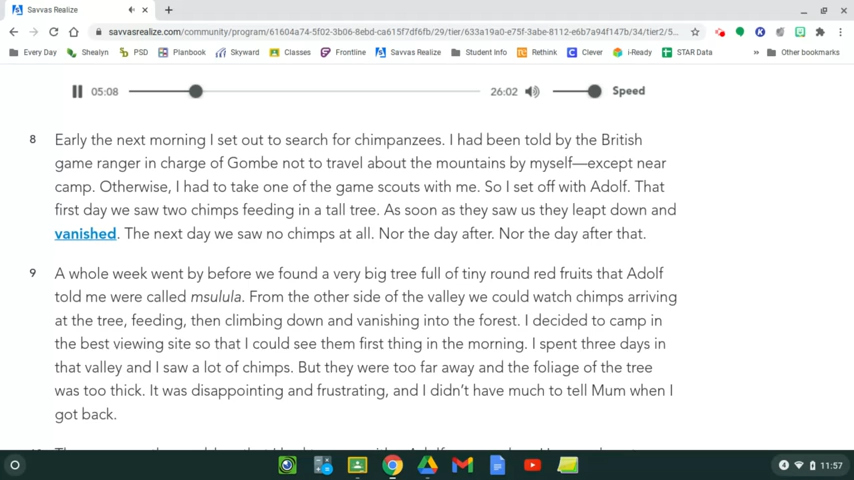 Savvas Realize
savvasrealize.com/community/program/61604a74-5f02-3b06-8ebd-ca615f7df6fb/29/tier/633a19a0-e75f-3abe-8112-e6b7a94f147b/34/tier2/5...
Every Day Shealyn PSD Planbook Skyward Classes Frontline Savvas Realize Student Info Rethink Clever i-Ready STAR Data » Other bookmarks
05:08 26:02 Speed
8 Early the next morning I set out to search for chimpanzees. I had been told by the British
game ranger in charge of Gombe not to travel about the mountains by myself—except near
camp. Otherwise, I had to take one of the game scouts with me. So I set off with Adolf. That
first day we saw two chimps feeding in a tall tree. As soon as they saw us they leapt down and
vanished. The next day we saw no chimps at all. Nor the day after. Nor the day after that.
9 A whole week went by before we found a very big tree full of tiny round red fruits that Adolf
told me were called msulula. From the other side of the valley we could watch chimps arriving
at the tree, feeding, then climbing down and vanishing into the forest. I decided to camp in
the best viewing site so that I could see them first thing in the morning. I spent three days in
that valley and I saw a lot of chimps. But they were too far away and the foliage of the tree
was too thick. It was disappointing and frustrating, and I didn't have much to tell Mum when I
got back.
11:57